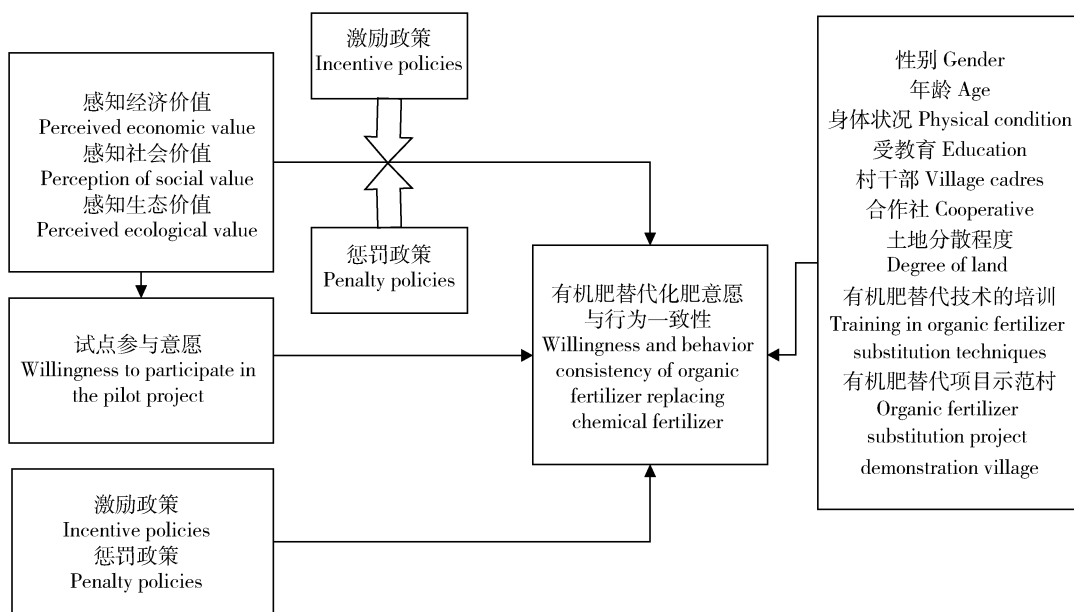 激励政策
Incentive policies
感知经济价值
Perceived economic value
感知社会价值
Perception of social value
感知生态价值
Perceived ecological value
惩罚政策
Penalty policies
试点参与意愿
Willingness to participate in
the pilot project
激励政策
Incentive policies
惩罚政策
Penalty policies
有机肥替代化肥意愿
与行为一致性
Willingness and behavior
consistency of organic
fertilizer replacing
chemical fertilizer
性别 Gender
年龄 Age
身体状况 Physical condition
受教育 Education
村干部 Village cadres
合作社 Cooperative
土地分散程度
Degree of land
有机肥替代技术的培训
Training in organic fertilizer
substitution techniques
有机肥替代项目示范村
Organic fertilizer
substitution project
demonstration village